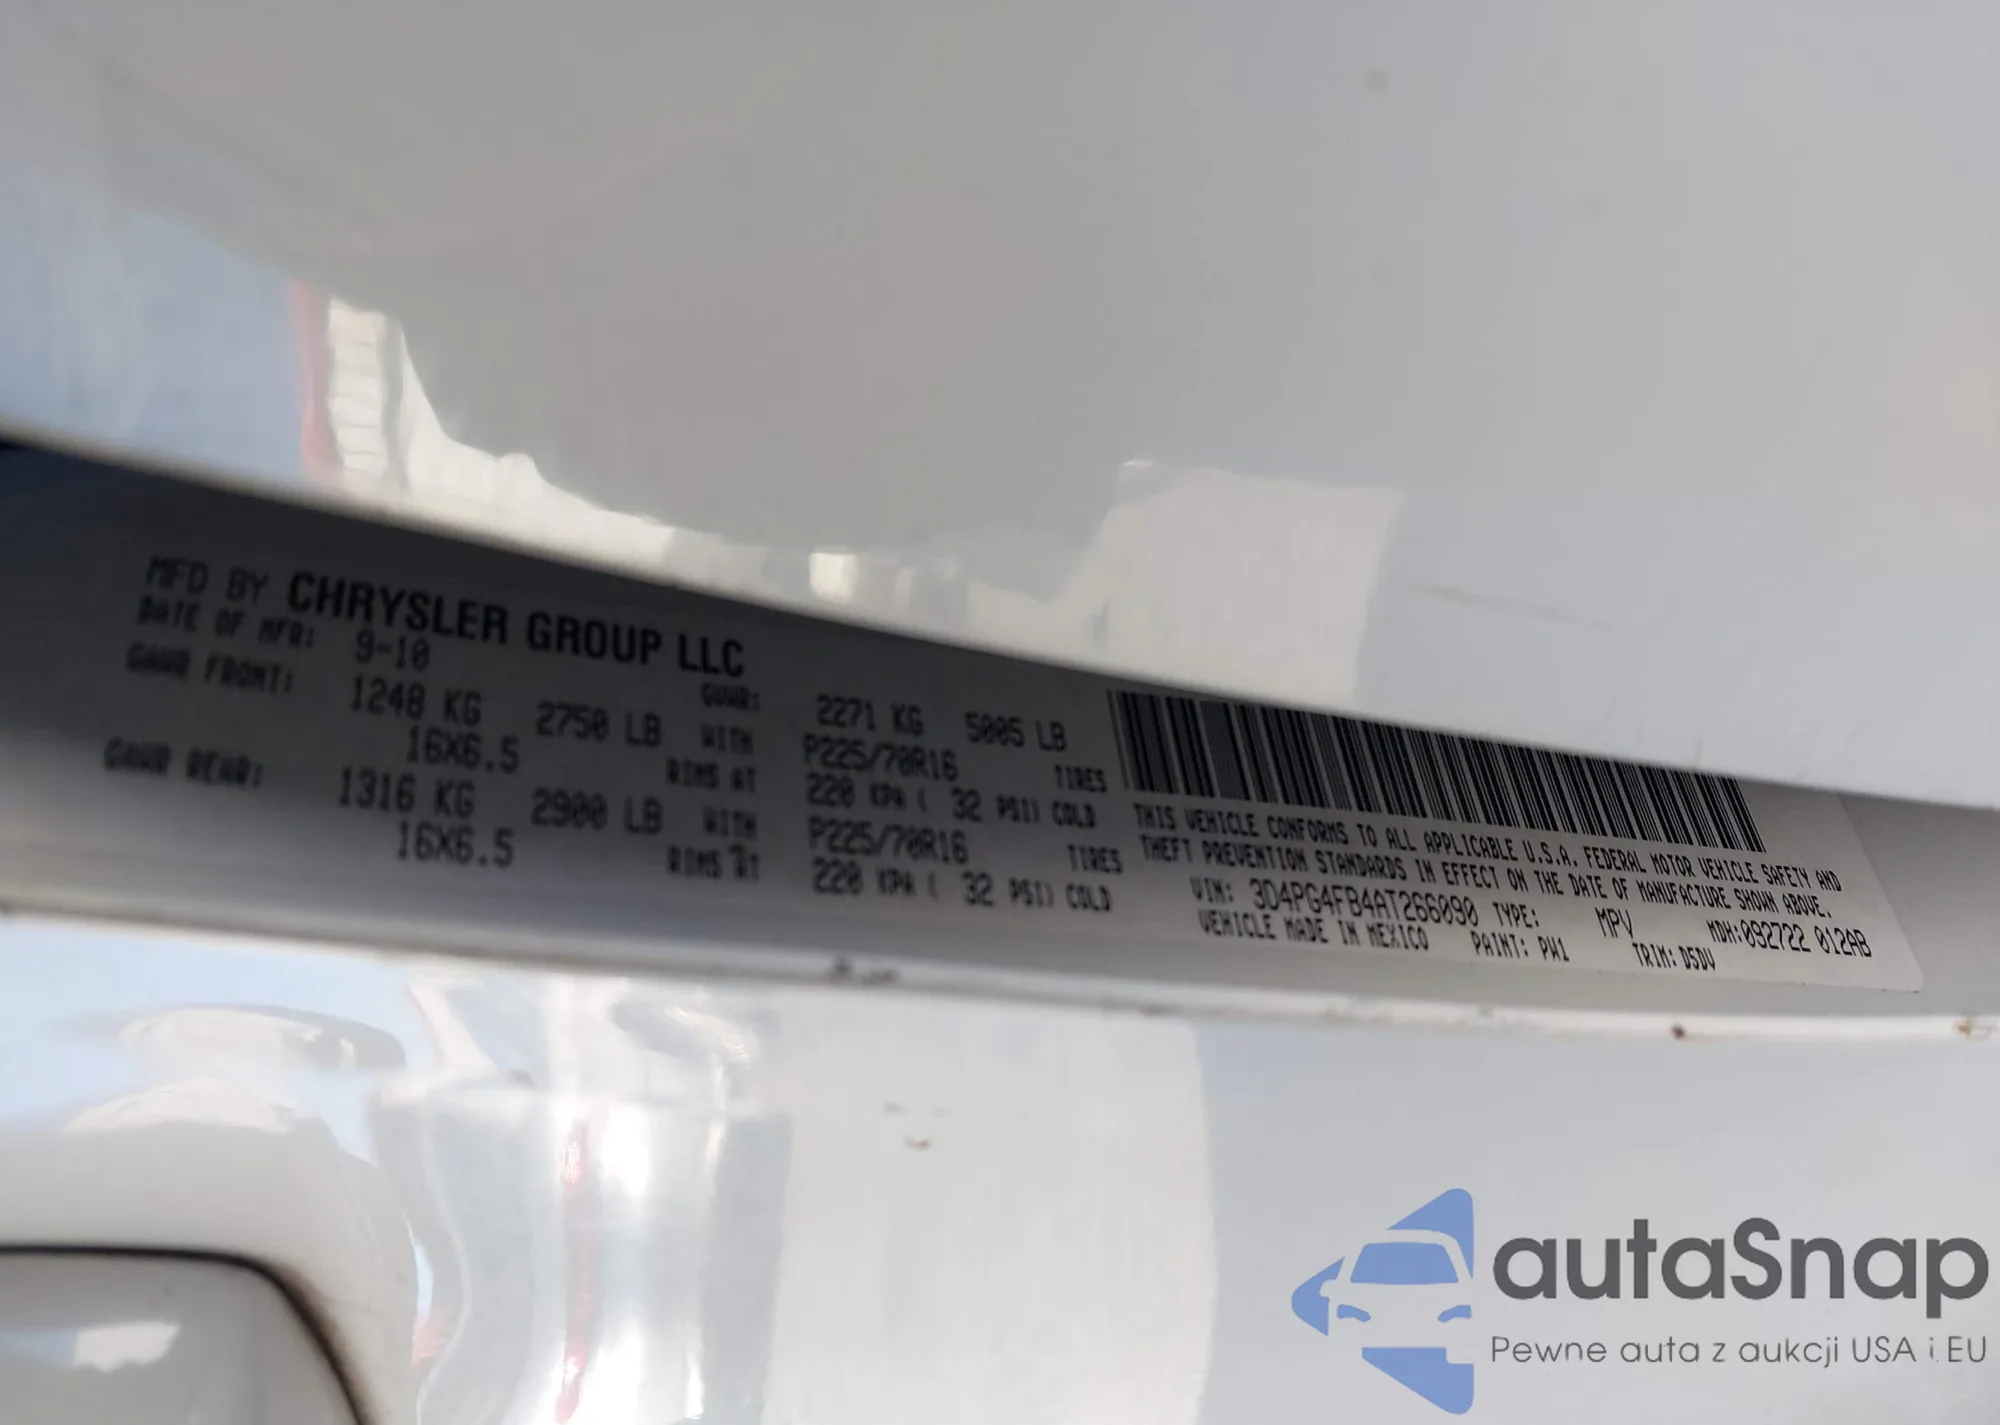 MFD BY CHRYSLER GROUP LLC
DATE OF MFR: 9-10 GVWR: 2271 KG 5005 LB
GAWR FRONT: 1248 KG 2750 LB WITH P225/70R16 TIRES
16X6.5 RIMS AT 220 KPA ( 32 PSI) COLD
GAWR REAR: 1316 KG 2900 LB WITH P225/70R16 TIRES
16X6.5 RIMS AT 220 KPA ( 32 PSI) COLD
THIS VEHICLE CONFORMS TO ALL APPLICABLE U.S.A. FEDERAL MOTOR VEHICLE SAFETY AND
THEFT PREVENTION STANDARDS IN EFFECT ON THE DATE OF MANUFACTURE SHOWN ABOVE.
VIN: 3D4PG4FB4AT266090 TYPE: MPV MDH:092722 012AB
VEHICLE MADE IN MEXICO PAINT: PW1 TRIM: D5DV
autaSnap
Pewne auta z aukcji USA i EU